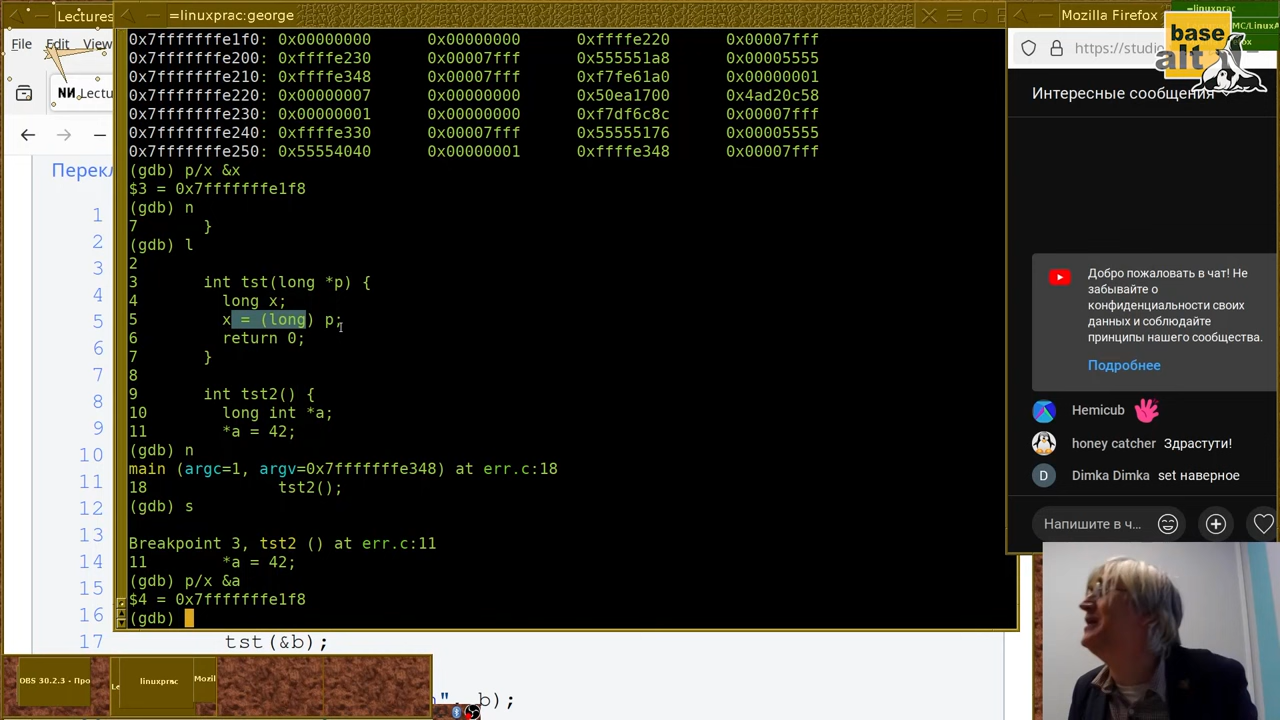 Lectures
=linuxprac:george
Mozilla Firefox
File Edit View
https://studio
base
alt
NИ Lectu
Интересные сообщения
Перекл
0x7fffffffe1f0: 0x00000000 0x00000000 0xffffe220 0x00007fff
0x7fffffffe200: 0xffffe230 0x00007fff 0x555551a8 0x00005555
0x7fffffffe210: 0xffffe348 0x00007fff 0xf7fe61a0 0x00000001
0x7fffffffe220: 0x00000007 0x00000000 0x50ea1700 0x4ad20c58
0x7fffffffe230: 0x00000001 0x00000000 0xf7df6c8c 0x00007fff
0x7fffffffe240: 0xffffe330 0x00007fff 0x55555176 0x00005555
0x7fffffffe250: 0x55554040 0x00000001 0xffffe348 0x00007fff
(gdb) p/x &x
$3 = 0x7fffffffe1f8
(gdb) n
7 }
(gdb) l
2
3 int tst(long *p) {
4 long x;
5 x = (long) p;
6 return 0;
7 }
8
9 int tst2() {
10 long int *a;
11 *a = 42;
(gdb) n
main (argc=1, argv=0x7fffffffe348) at err.c:18
18 tst2();
(gdb) s
Breakpoint 3, tst2 () at err.c:11
11 *a = 42;
(gdb) p/x &a
$4 = 0x7fffffffe1f8
(gdb)
1
2
3
4
5
6
7
8
9
10
11
12
13
14
15
16
17 tst(&b);
n", b);
Добро пожаловать в чат! Не
забывайте о
конфиденциальности своих
данных и соблюдайте
принципы нашего сообщества.
Подробнее
Hemicub
honey catcher Здрастути!
D Dimka Dimka set наверное
Напишите в ч...
OBS 30.2.3 - Про
Le
linuxprac
Mozil